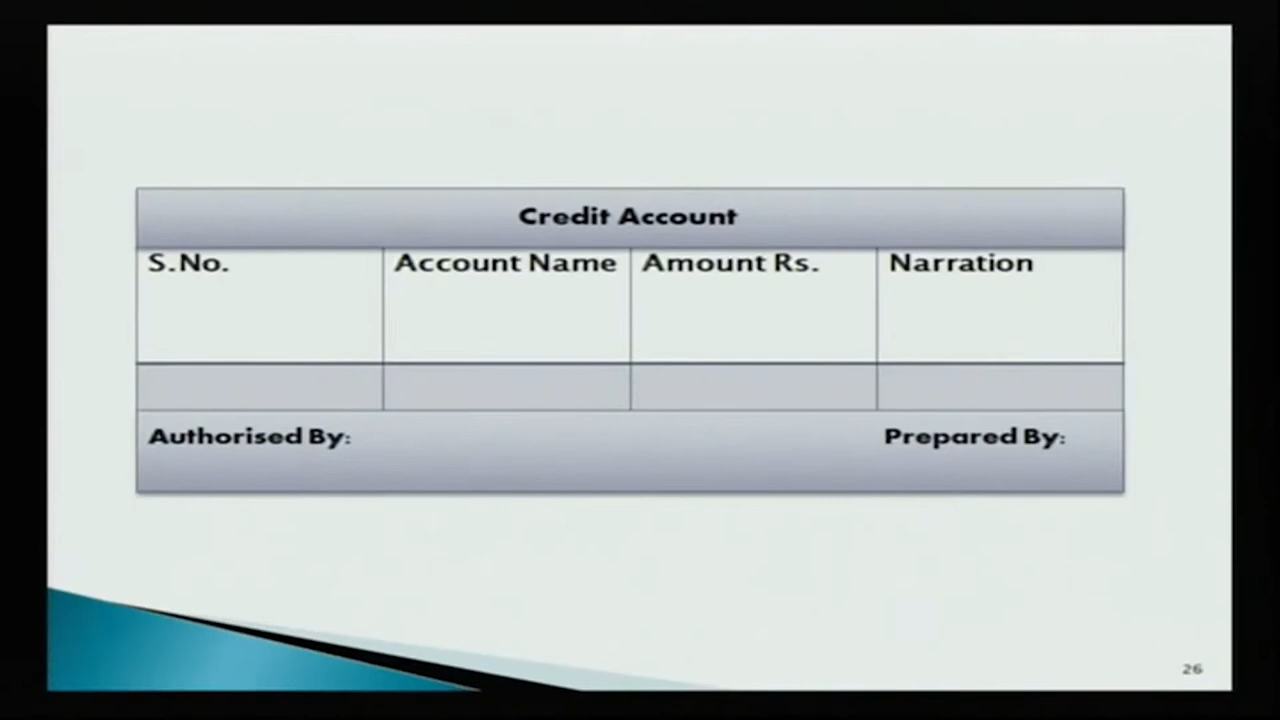 Credit Account
S.No. Account Name Amount Rs. Narration
Authorised By: Prepared By:
26